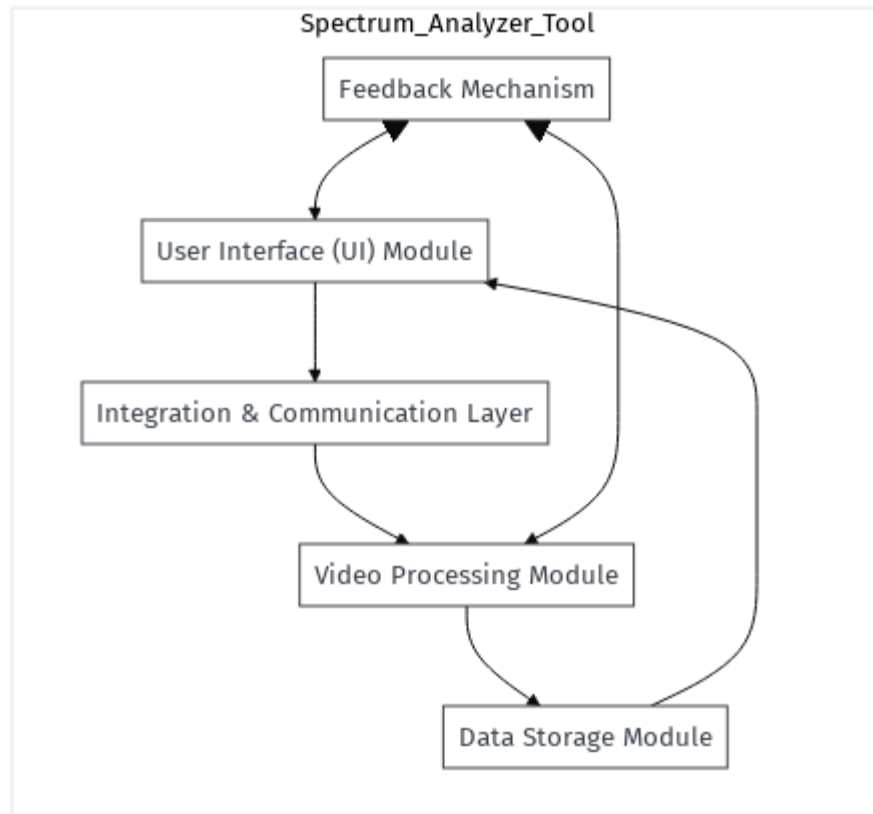 Spectrum_Analyzer_Tool
Feedback Mechanism
User Interface (UI) Module
Integration & Communication Layer
Video Processing Module
Data Storage Module